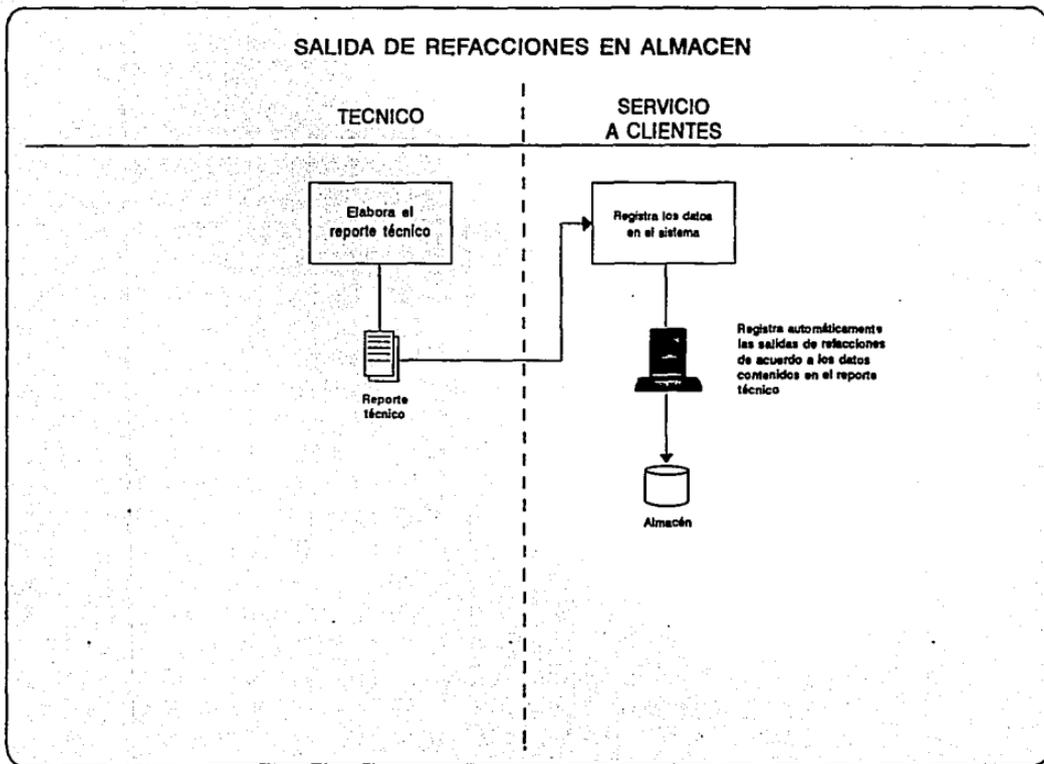 SALIDA DE REFACCIONES EN ALMACEN
TECNICO
SERVICIO
A CLIENTES
Elabora el
reporte técnico
Registra los datos
en el sistema
Reporte
técnico
Registra automáticamente
las salidas de refacciones
de acuerdo a los datos
contenidos en el reporte
técnico
Almacén